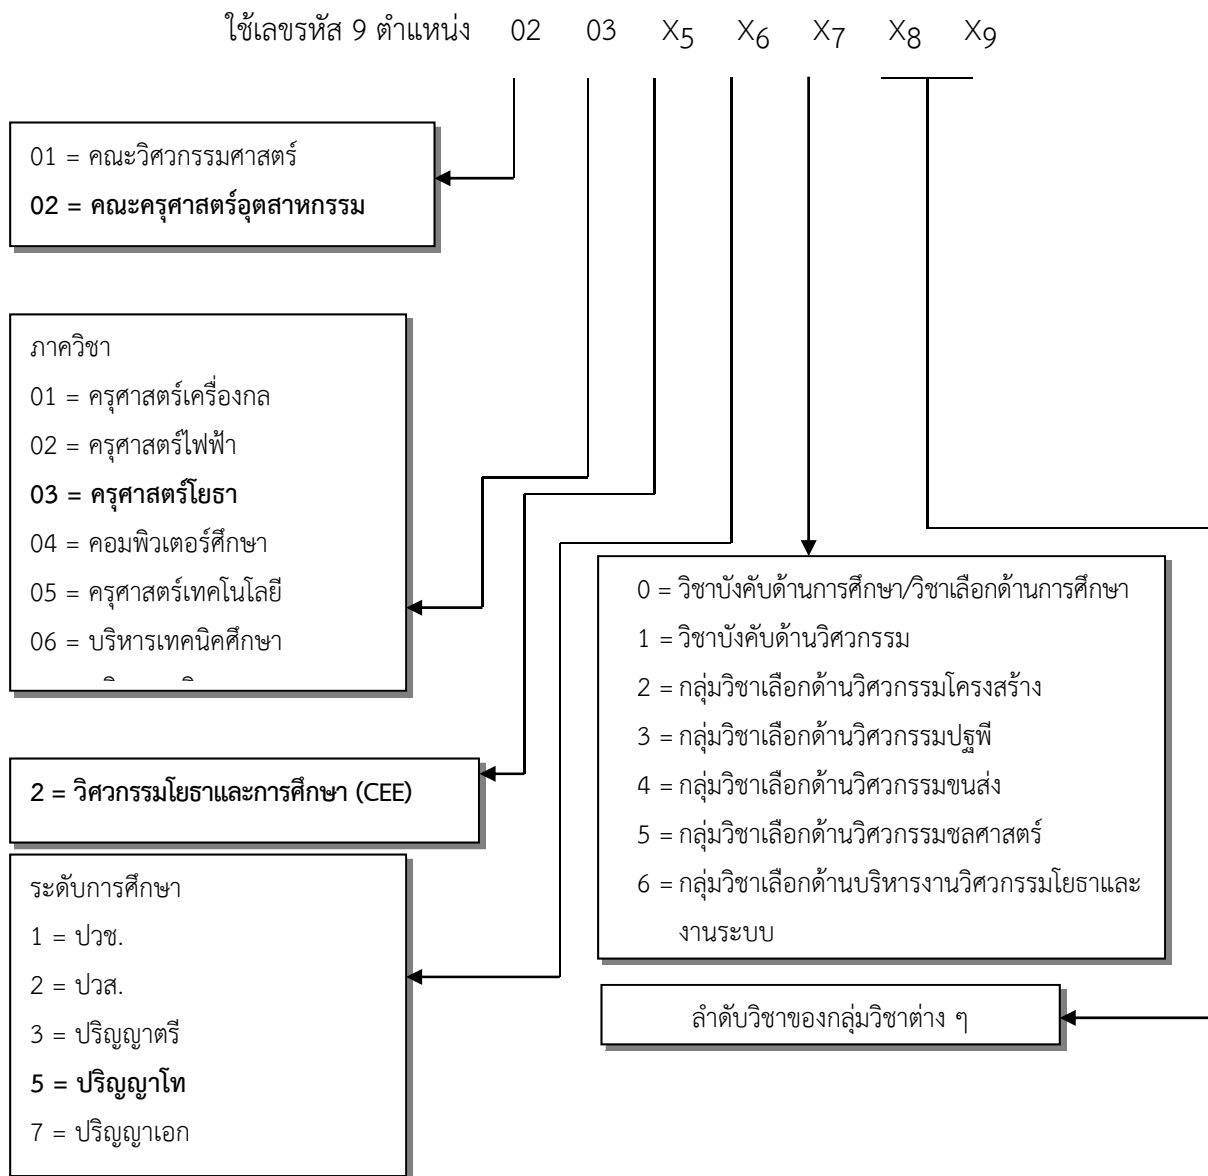 ใช้เลขรหัส 9 ตำแหน่ง 02 03 X5 X6 X7 X8 X9
01 = คณะวิศวกรรมศาสตร์
02 = คณะครุศาสตร์อุตสาหกรรม
ภาควิชา
01 = ครุศาสตร์เครื่องกล
02 = ครุศาสตร์ไฟฟ้า
03 = ครุศาสตร์โยธา
04 = คอมพิวเตอร์ศึกษา
05 = ครุศาสตร์เทคโนโลยี
06 = บริหารเทคนิคศึกษา
2 = วิศวกรรมโยธาและการศึกษา (CEE)
ระดับการศึกษา
1 = ปวช.
2 = ปวส.
3 = ปริญญาตรี
5 = ปริญญาโท
7 = ปริญญาเอก
0 = วิชาบังคับด้านการศึกษา/วิชาเลือกด้านการศึกษา
1 = วิชาบังคับด้านวิศวกรรม
2 = กลุ่มวิชาเลือกด้านวิศวกรรมโครงสร้าง
3 = กลุ่มวิชาเลือกด้านวิศวกรรมปฐพี
4 = กลุ่มวิชาเลือกด้านวิศวกรรมขนส่ง
5 = กลุ่มวิชาเลือกด้านวิศวกรรมชลศาสตร์
6 = กลุ่มวิชาเลือกด้านบริหารงานวิศวกรรมโยธาและ
งานระบบ
ลำดับวิชาของกลุ่มวิชาต่าง ๆ